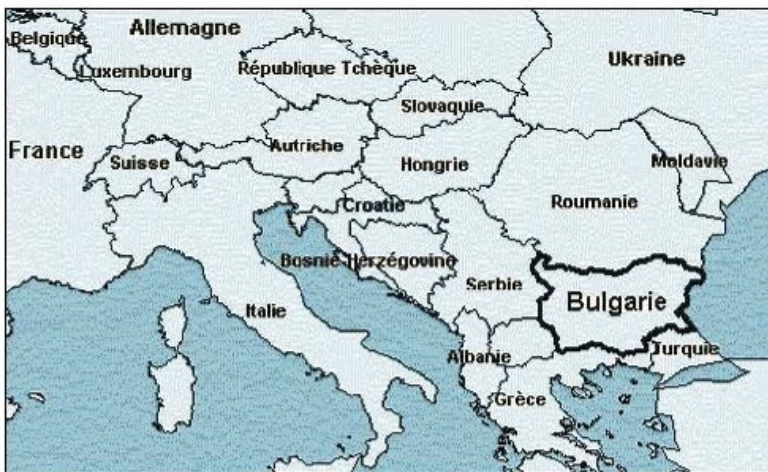 Allemagne
Belgique
Luxembourg
République Tchèque
Ukraine
Slovaquie
France
Suisse
Autriche
Hongrie
Moldavie
Croatie
Roumanie
Bosnie Herzégovine
Serbie
Bulgarie
Italie
Albanie
Turquie
Grèce